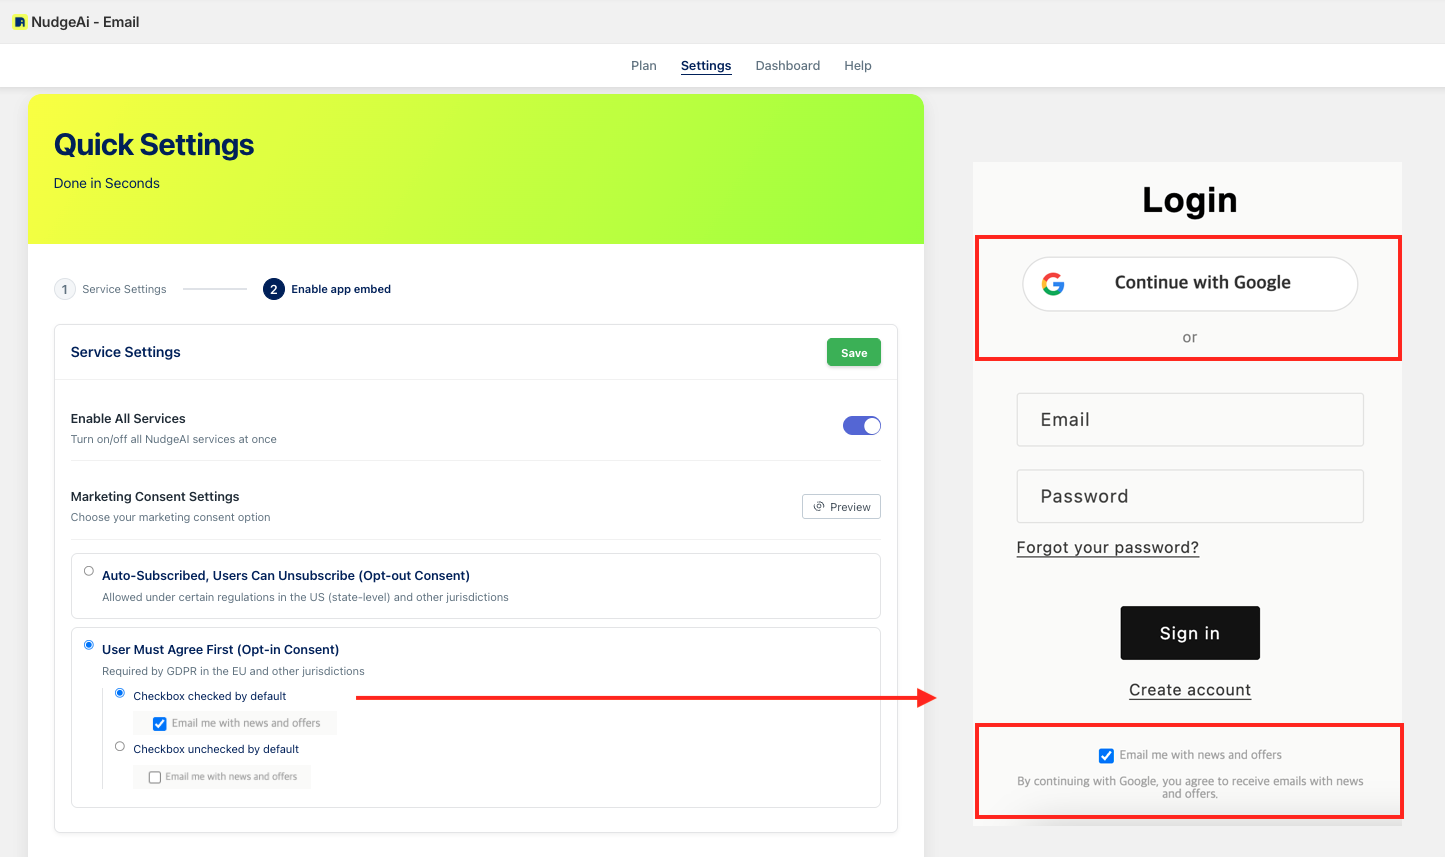 NudgeAi - Email
Plan Settings Dashboard Help
Quick Settings
Done in Seconds
1 Service Settings 2 Enable app embed
Service Settings
Save
Enable All Services
Turn on/off all NudgeAI services at once
Marketing Consent Settings
Choose your marketing consent option
Preview
Auto-Subscribed, Users Can Unsubscribe (Opt-out Consent)
Allowed under certain regulations in the US (state-level) and other jurisdictions
User Must Agree First (Opt-in Consent)
Required by GDPR in the EU and other jurisdictions
Checkbox checked by default
Email me with news and offers
Checkbox unchecked by default
Email me with news and offers
Login
Continue with Google
or
Email
Password
Forgot your password?
Sign in
Create account
Email me with news and offers
By continuing with Google, you agree to receive emails with news
and offers.